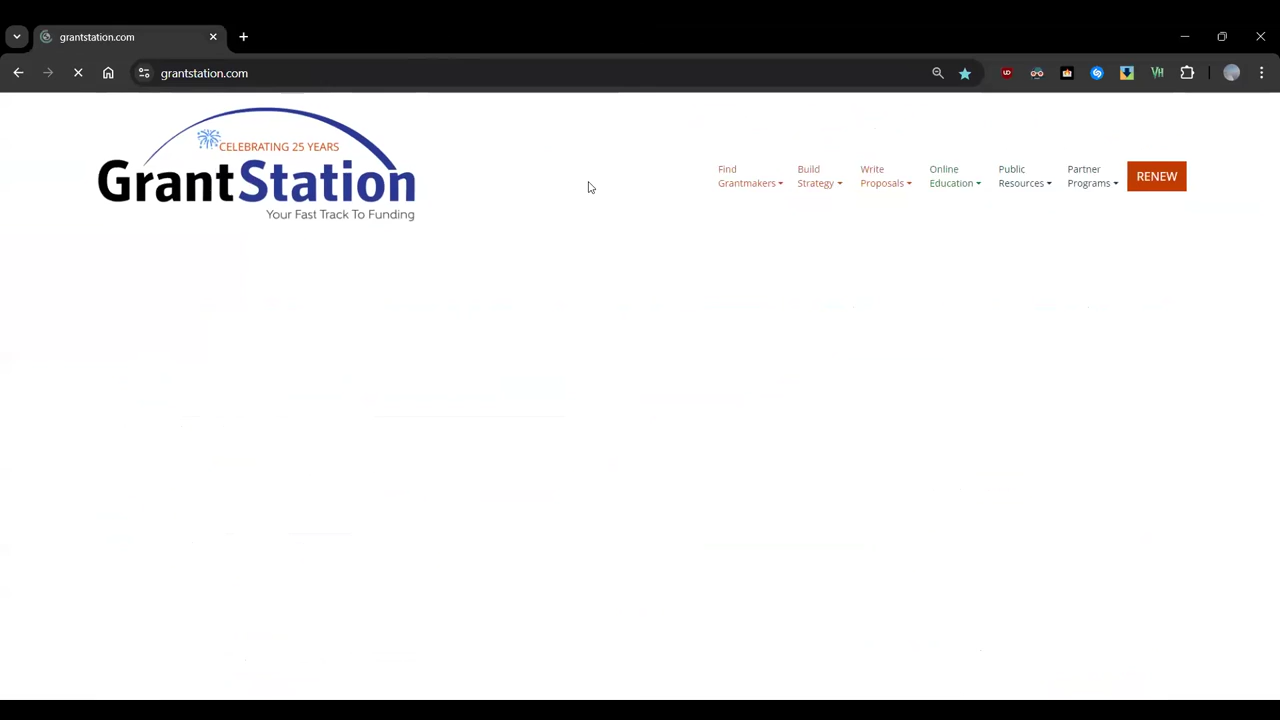 grantstation.com
grantstation.com
CELEBRATING 25 YEARS
GrantStation
Your Fast Track To Funding
Find
Grantmakers
Build
Strategy
Write
Proposals
Online
Education
Public
Resources
Partner
Programs
RENEW